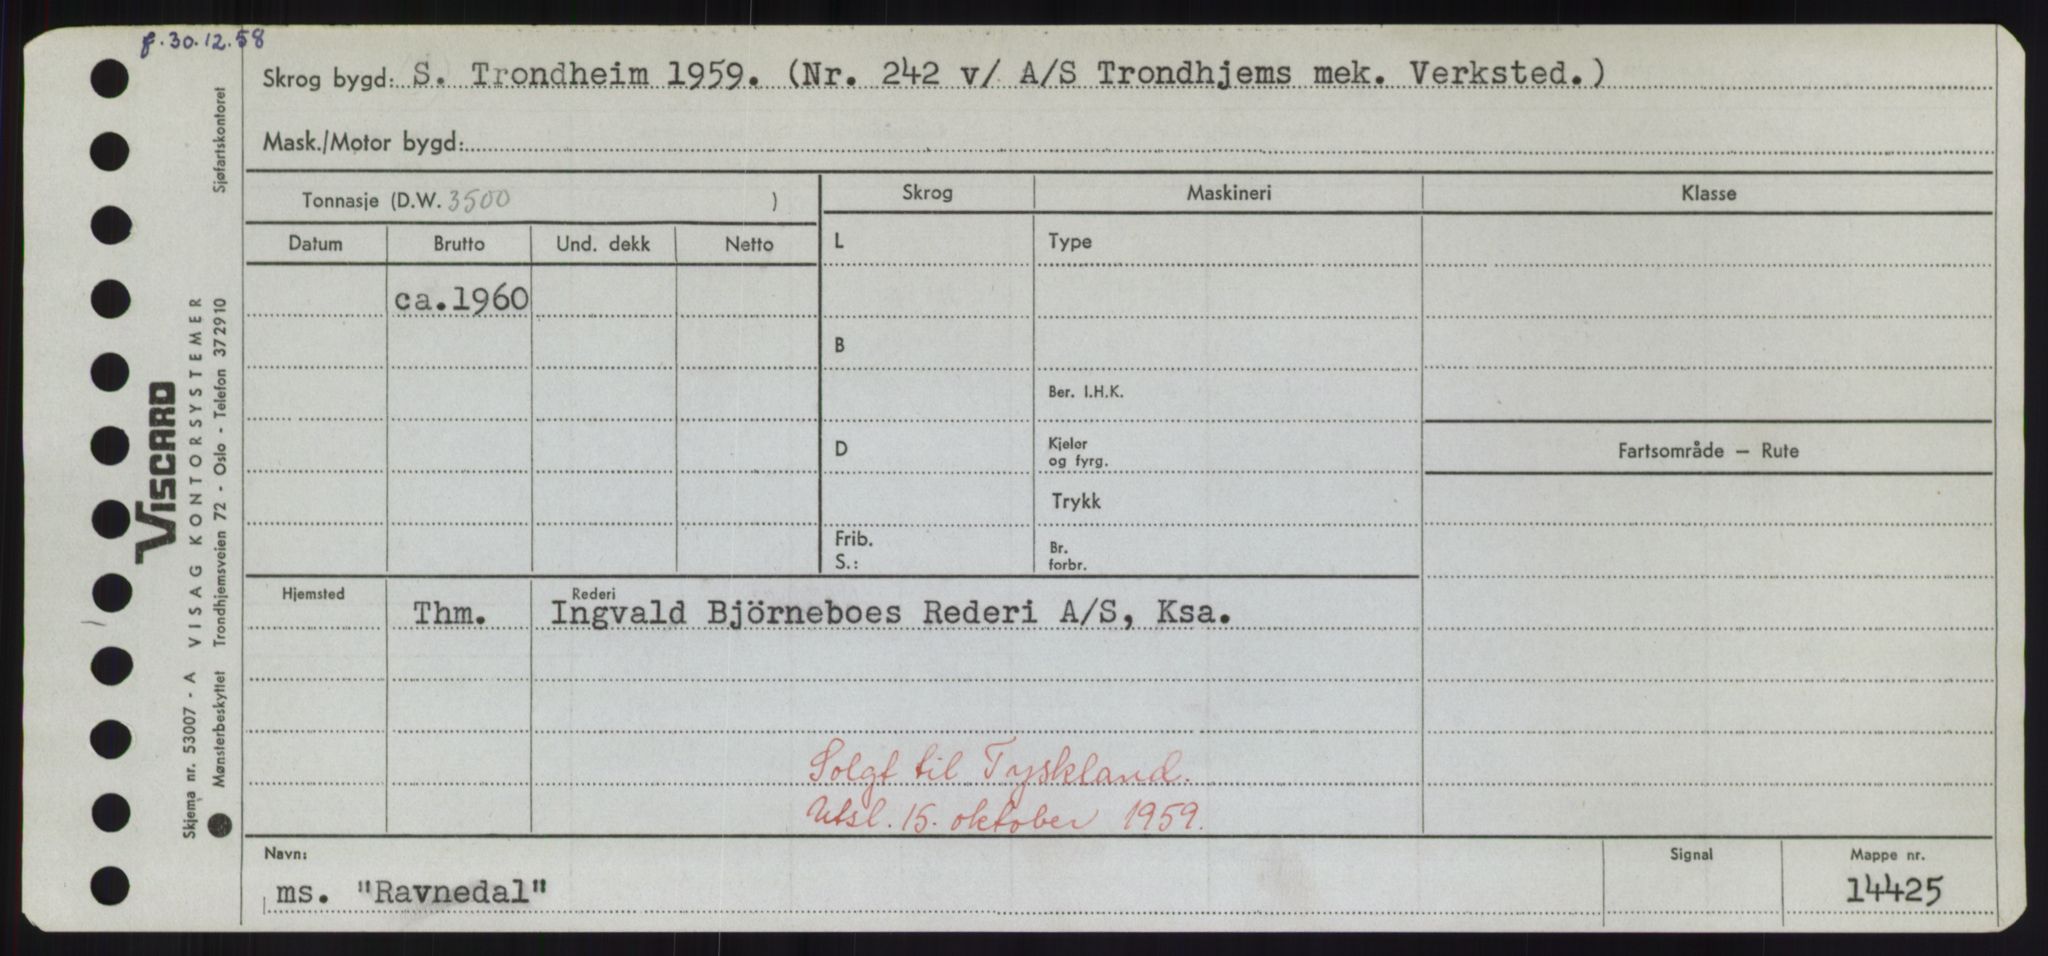 f. 30.12.58
Skrog bygd: S. Trondheim 1959. (Nr. 242 v/ A/S Trondhjems mek. Verksted.)
Mask./Motor bygd:
Tonnasje (D.W. 3500 )
Skrog Maskineri Klasse
Datum Brutto Und. dekk Netto
L Type
ca.1960
B
Ber. I.H.K.
D Kjeler og fyrg.
Fartsområde — Rute
Trykk
Frib. S.: Br. forbr.
Hjemsted Rederi
Thm. Ingvald Björneboes Rederi A/S, Ksa.
Solgt til Tyskland.
Utsl. 15. oktober 1959.
Navn: Signal Mappe nr.
ms. "Ravnedal" 14425
VISCARD
VISAG KONTORSYSTEMER
Sjøfartskontoret
Skjema nr. 53007 - A
Mønsterbeskyttet Trondhjemsveien 72 - Oslo - Telefon 372910